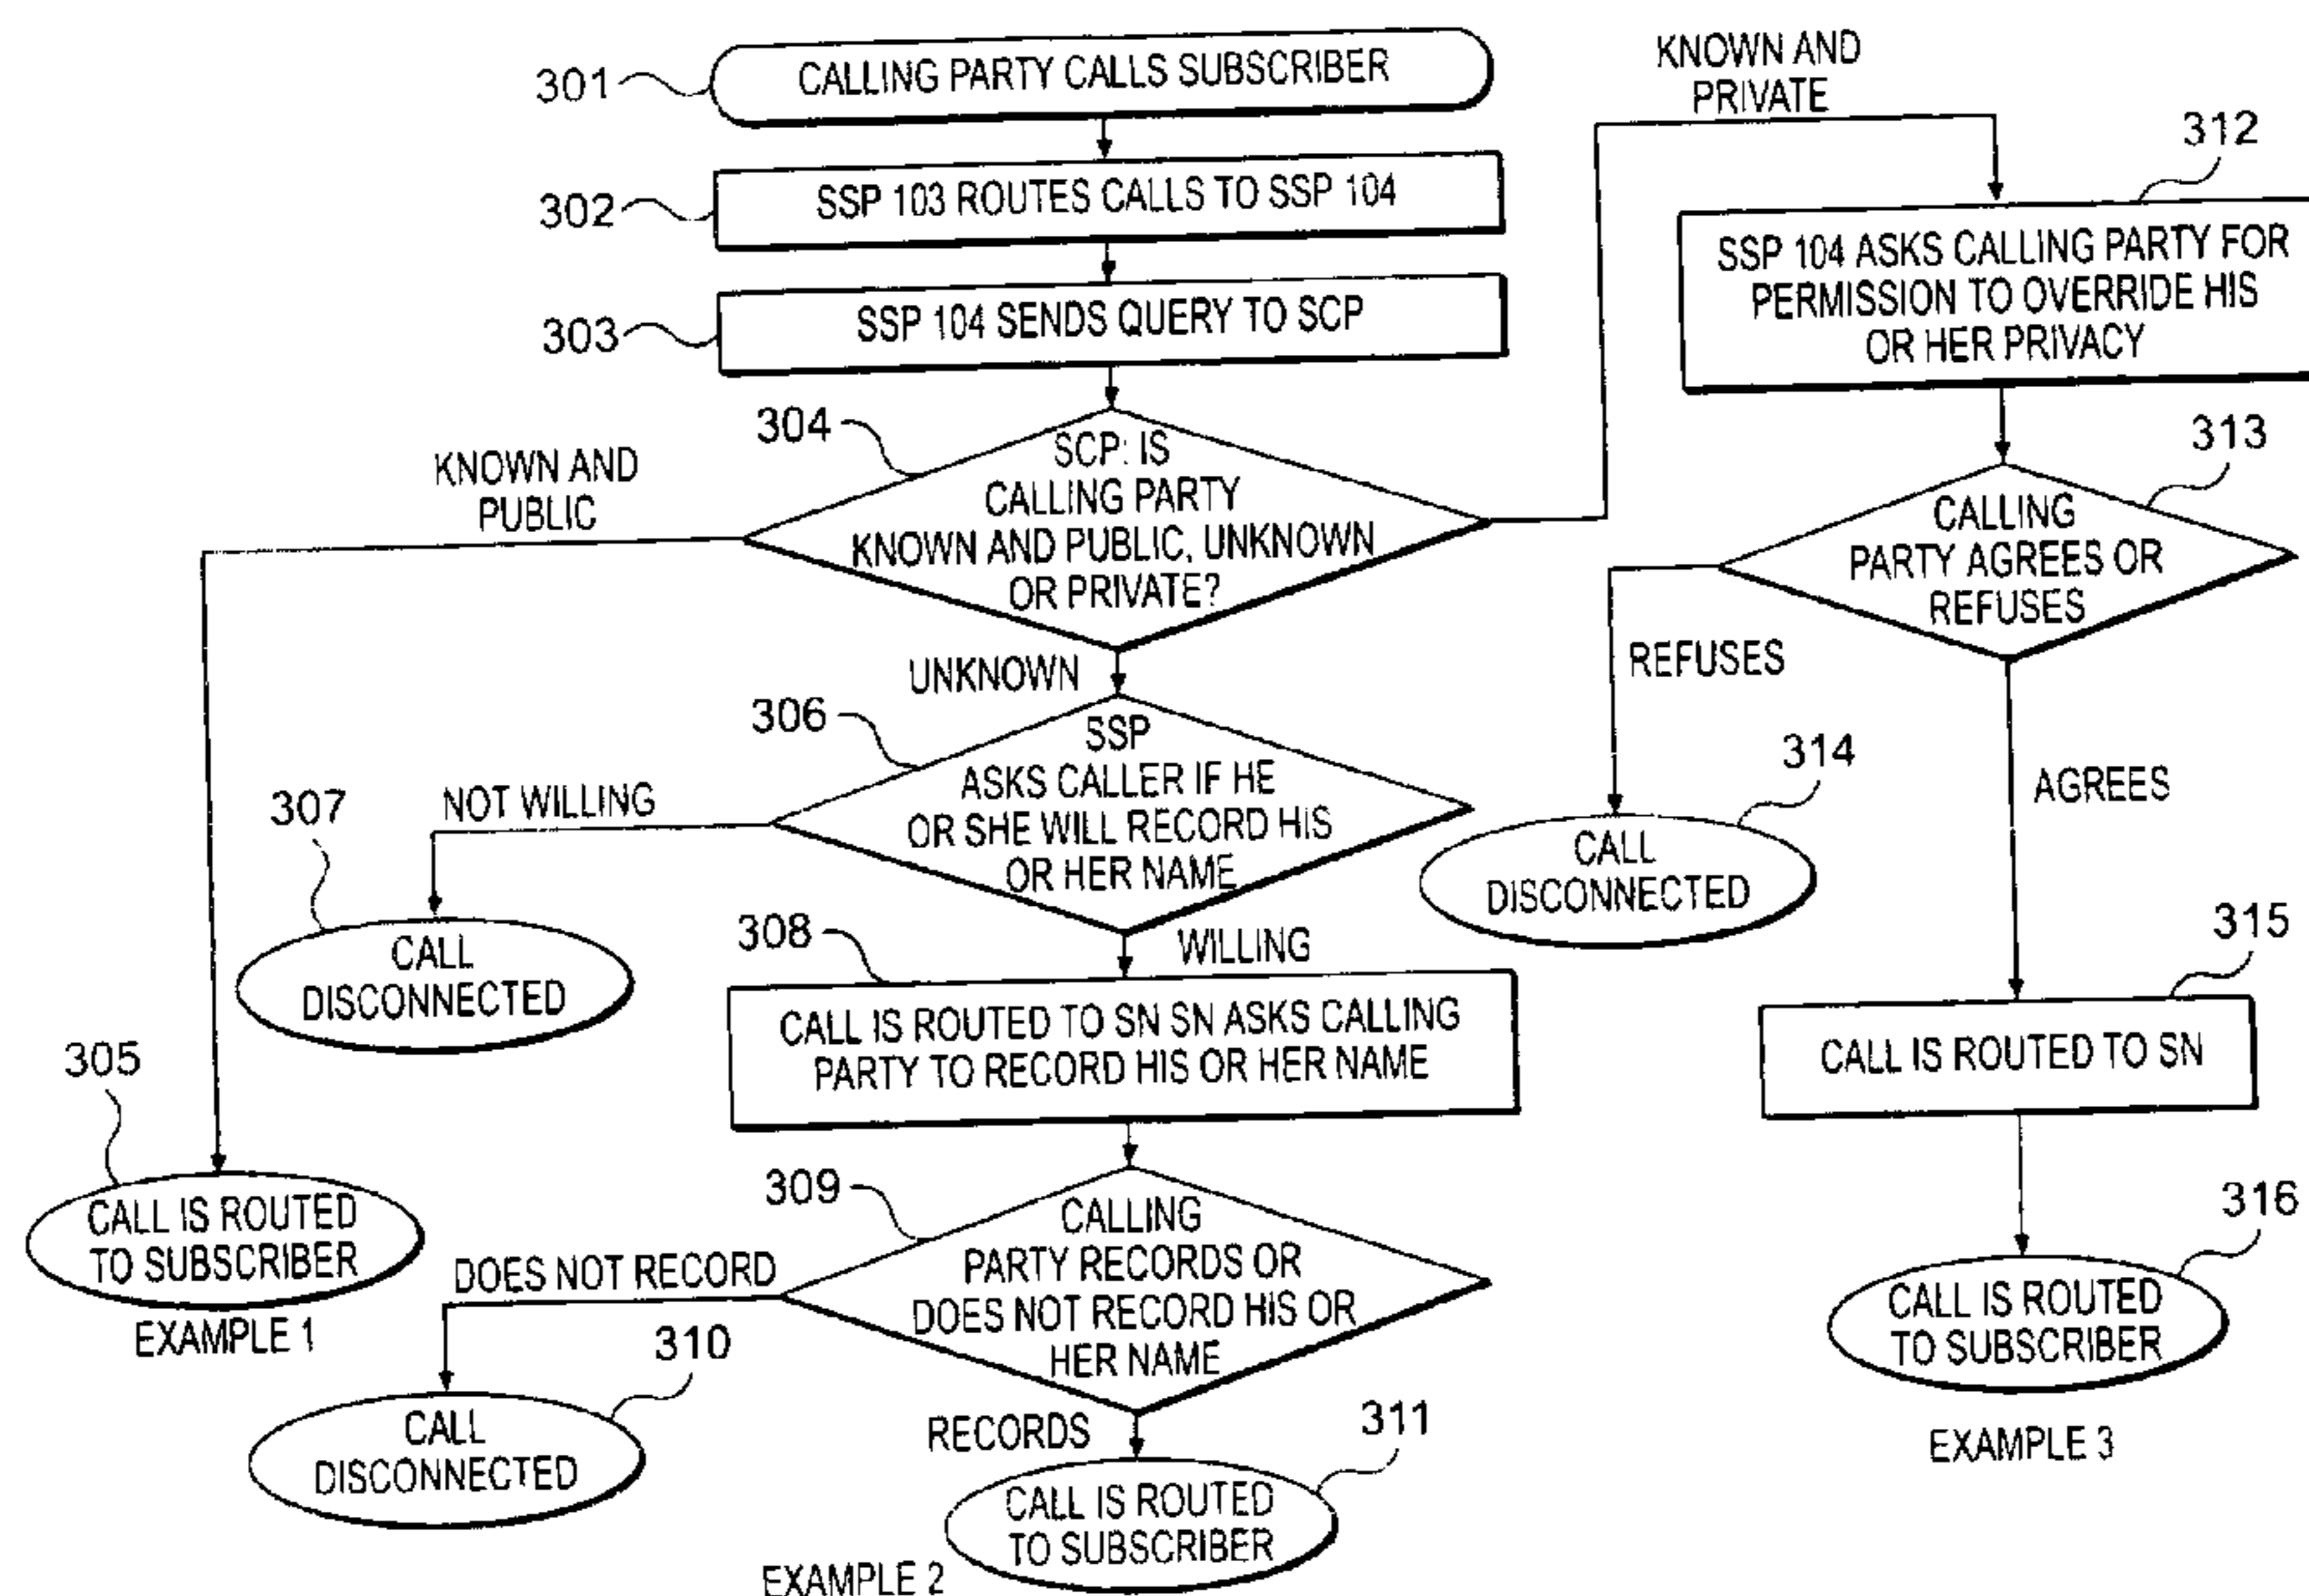 301
CALLING PARTY CALLS SUBSCRIBER
302
SSP 103 ROUTES CALLS TO SSP 104
303
SSP 104 SENDS QUERY TO SCP
304
SCP: IS
CALLING PARTY
KNOWN AND PUBLIC, UNKNOWN
OR PRIVATE?
KNOWN AND
PUBLIC
305
CALL IS ROUTED
TO SUBSCRIBER
EXAMPLE 1
UNKNOWN
306
SSP
ASKS CALLER IF HE
OR SHE WILL RECORD HIS
OR HER NAME
NOT WILLING
307
CALL
DISCONNECTED
WILLING
308
CALL IS ROUTED TO SN SN ASKS CALLING
PARTY TO RECORD HIS OR HER NAME
309
CALLING
PARTY RECORDS OR
DOES NOT RECORD HIS OR
HER NAME
DOES NOT RECORD
310
CALL
DISCONNECTED
RECORDS
311
CALL IS ROUTED
TO SUBSCRIBER
EXAMPLE 2
KNOWN AND
PRIVATE
312
SSP 104 ASKS CALLING PARTY FOR
PERMISSION TO OVERRIDE HIS
OR HER PRIVACY
313
CALLING
PARTY AGREES OR
REFUSES
REFUSES
314
CALL
DISCONNECTED
AGREES
315
CALL IS ROUTED TO SN
316
CALL IS ROUTED
TO SUBSCRIBER
EXAMPLE 3